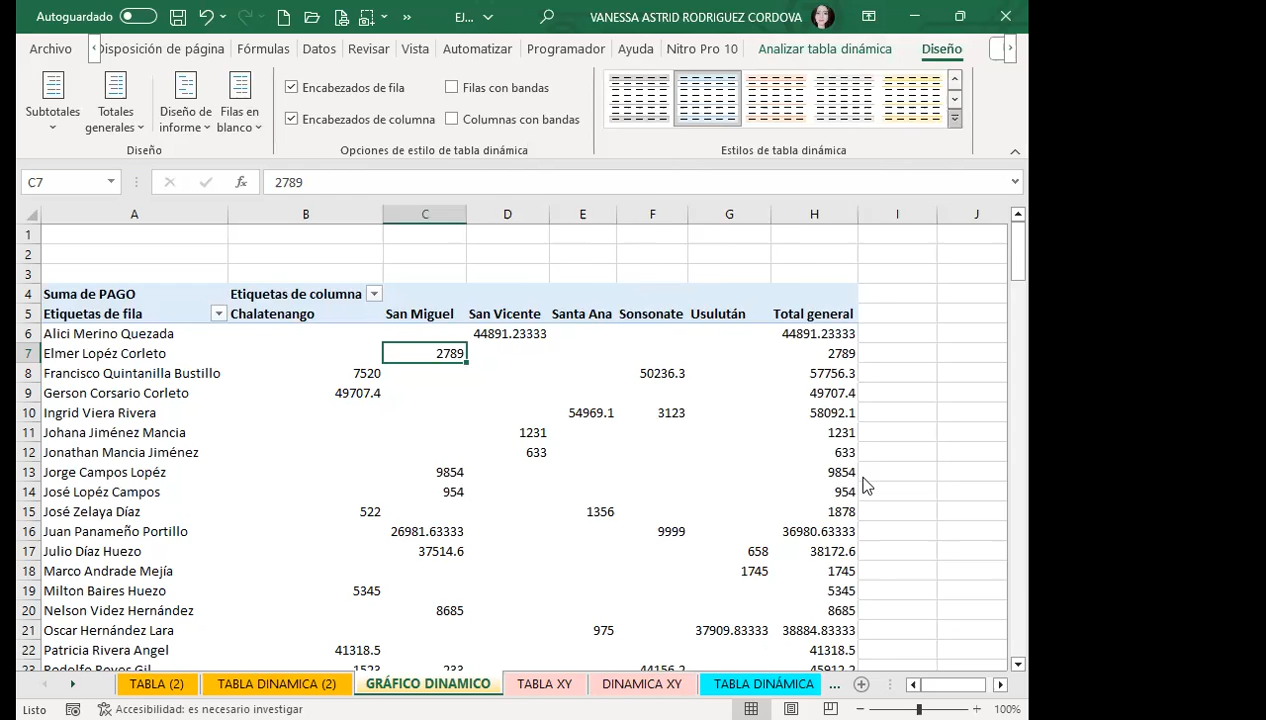 Autoguardado EJ... VANESSA ASTRID RODRIGUEZ CORDOVA
Archivo Disposición de página Fórmulas Datos Revisar Vista Automatizar Programador Ayuda Nitro Pro 10 Analizar tabla dinámica Diseño
Subtotales Totales generales Diseño de informe Filas en blanco
Encabezados de fila Filas con bandas
Encabezados de columna Columnas con bandas
Diseño Opciones de estilo de tabla dinámica Estilos de tabla dinámica
C7 fx 2789
A B C D E F G H I J
1
2
3
4 Suma de PAGO Etiquetas de columna
5 Etiquetas de fila Chalatenango San Miguel San Vicente Santa Ana Sonsonate Usulután Total general
6 Alici Merino Quezada 44891.23333 44891.23333
7 Elmer Lopéz Corleto 2789 2789
8 Francisco Quintanilla Bustillo 7520 50236.3 57756.3
9 Gerson Corsario Corleto 49707.4 49707.4
10 Ingrid Viera Rivera 54969.1 3123 58092.1
11 Johana Jiménez Mancia 1231 1231
12 Jonathan Mancia Jiménez 633 633
13 Jorge Campos Lopéz 9854 9854
14 José Lopéz Campos 954 954
15 José Zelaya Díaz 522 1356 1878
16 Juan Panameño Portillo 26981.63333 9999 36980.63333
17 Julio Díaz Huezo 37514.6 658 38172.6
18 Marco Andrade Mejía 1745 1745
19 Milton Baires Huezo 5345 5345
20 Nelson Videz Hernández 8685 8685
21 Oscar Hernández Lara 975 37909.83333 38884.83333
22 Patricia Rivera Angel 41318.5 41318.5
23 Rodolfo Reyes Gil 1523 233 44156.2 45912.2
TABLA (2) TABLA DINAMICA (2) GRÁFICO DINAMICO TABLA XY DINAMICA XY TABLA DINÁMICA ...
Listo Accesibilidad: es necesario investigar 100%